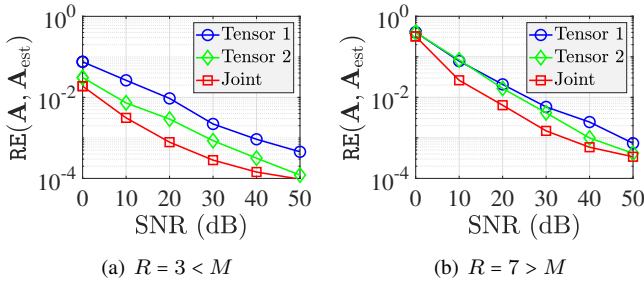 10^0
10^-2
10^-4
RE(A, A_est)
0 10 20 30 40 50
SNR (dB)
Tensor 1
Tensor 2
Joint
(a) R = 3 < M
10^0
10^-2
10^-4
RE(A, A_est)
0 10 20 30 40 50
SNR (dB)
Tensor 1
Tensor 2
Joint
(b) R = 7 > M